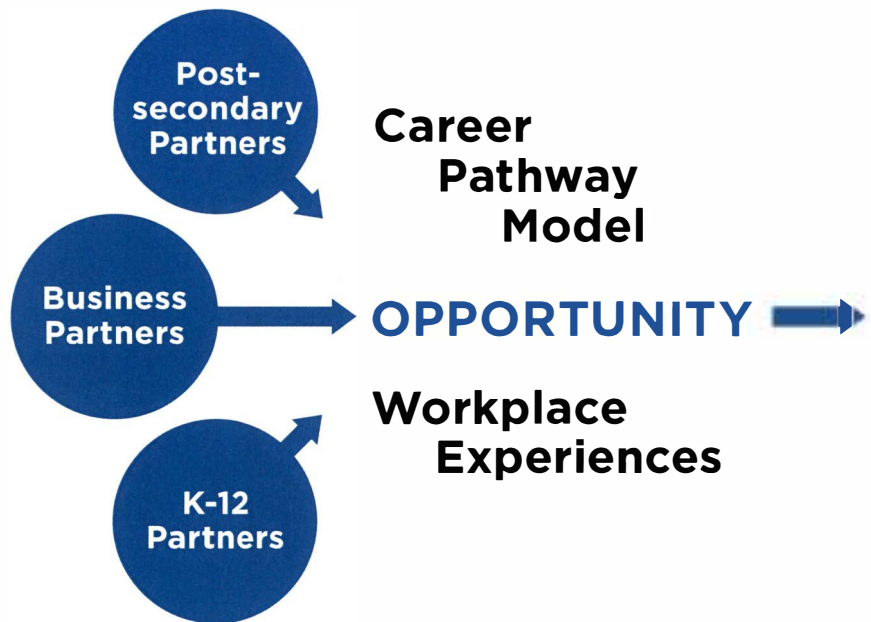 Post-
secondary
Partners
Career
Pathway
Model
Business
Partners
OPPORTUNITY
Workplace
Experiences
K-12
Partners